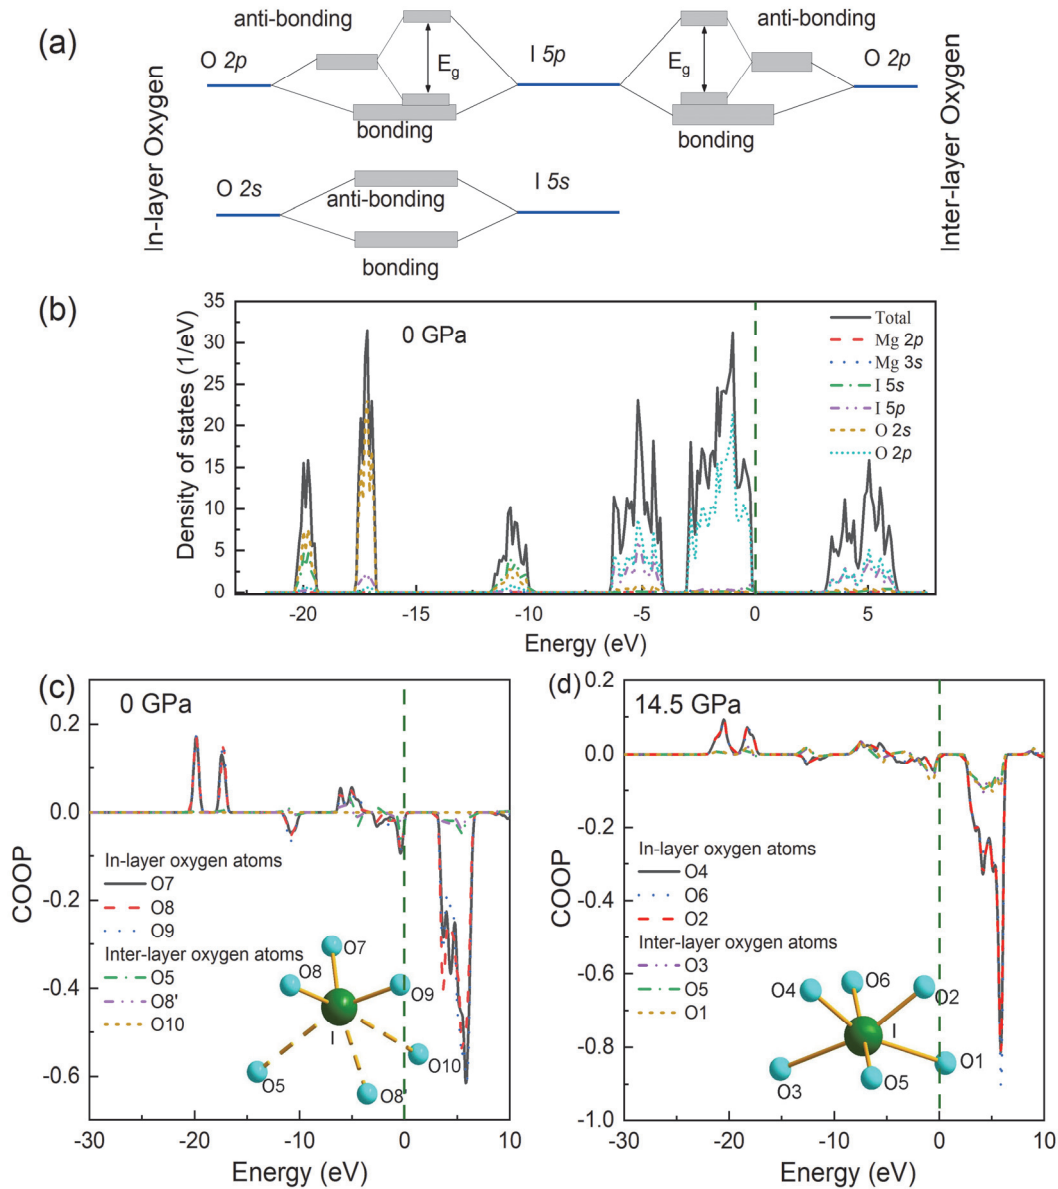 (a)
anti-bonding
anti-bonding
O 2p
E_g
I 5p
E_g
O 2p
In-layer Oxygen
bonding
bonding
Inter-layer Oxygen
O 2s
I 5s
anti-bonding
bonding
(b)
0 GPa
Density of states (1/eV)
35
30
25
20
15
10
5
0
Total
Mg 2p
Mg 3s
I 5s
I 5p
O 2s
O 2p
-20
-15
-10
-5
0
5
Energy (eV)
(c)
0 GPa
COOP
0.2
0.0
-0.2
-0.4
-0.6
In-layer oxygen atoms
O7
O8
O9
Inter-layer oxygen atoms
O5
O8'
O10
O7
O8
O9
I
O10
O5
O8'
-30
-20
-10
0
10
Energy (eV)
(d)
14.5 GPa
COOP
0.2
0.0
-0.2
-0.4
-0.6
-0.8
-1.0
In-layer oxygen atoms
O4
O6
O2
Inter-layer oxygen atoms
O3
O5
O1
O6
O4
O2
I
O1
O3
O5
-30
-20
-10
0
10
Energy (eV)